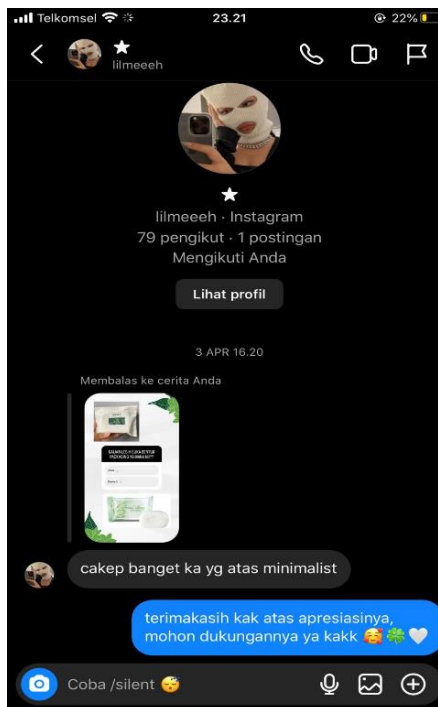 Telkomsel
23.21
22%
lilmeeeh
lilmeeeh · Instagram
79 pengikut · 1 postingan
Mengikuti Anda
Lihat profil
3 APR 16.20
Membalas ke cerita Anda
cakep banget ka yg atas minimalist
terimakasih kak atas apresiasinya,
mohon dukungannya ya kakk 🥰🍀🤍
Coba /silent 😴